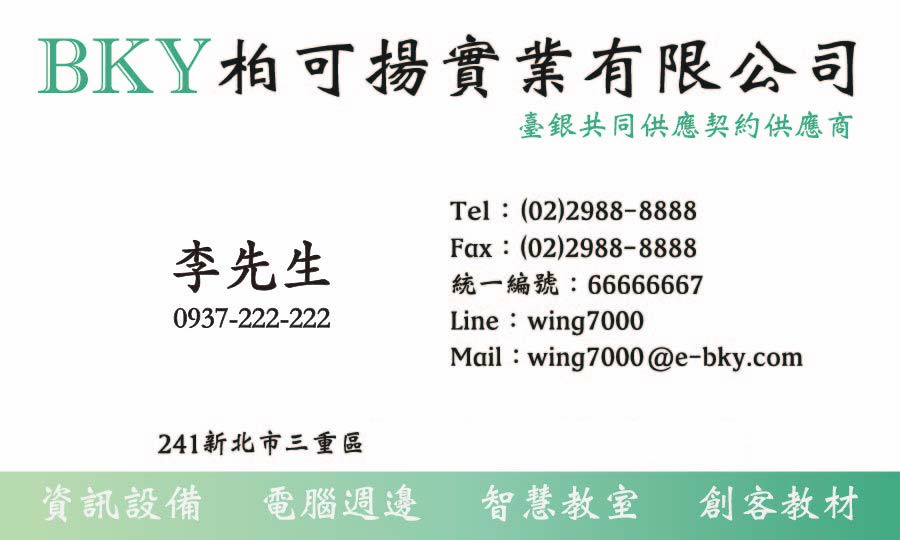 BKY柏可揚實業有限公司
臺銀共同供應契約供應商
李先生
0937-222-222
Tel：(02)2988-8888
Fax：(02)2988-8888
統一編號：66666667
Line：wing7000
Mail：wing7000@e-bky.com
241新北市三重區
資訊設備 電腦週邊 智慧教室 創客教材